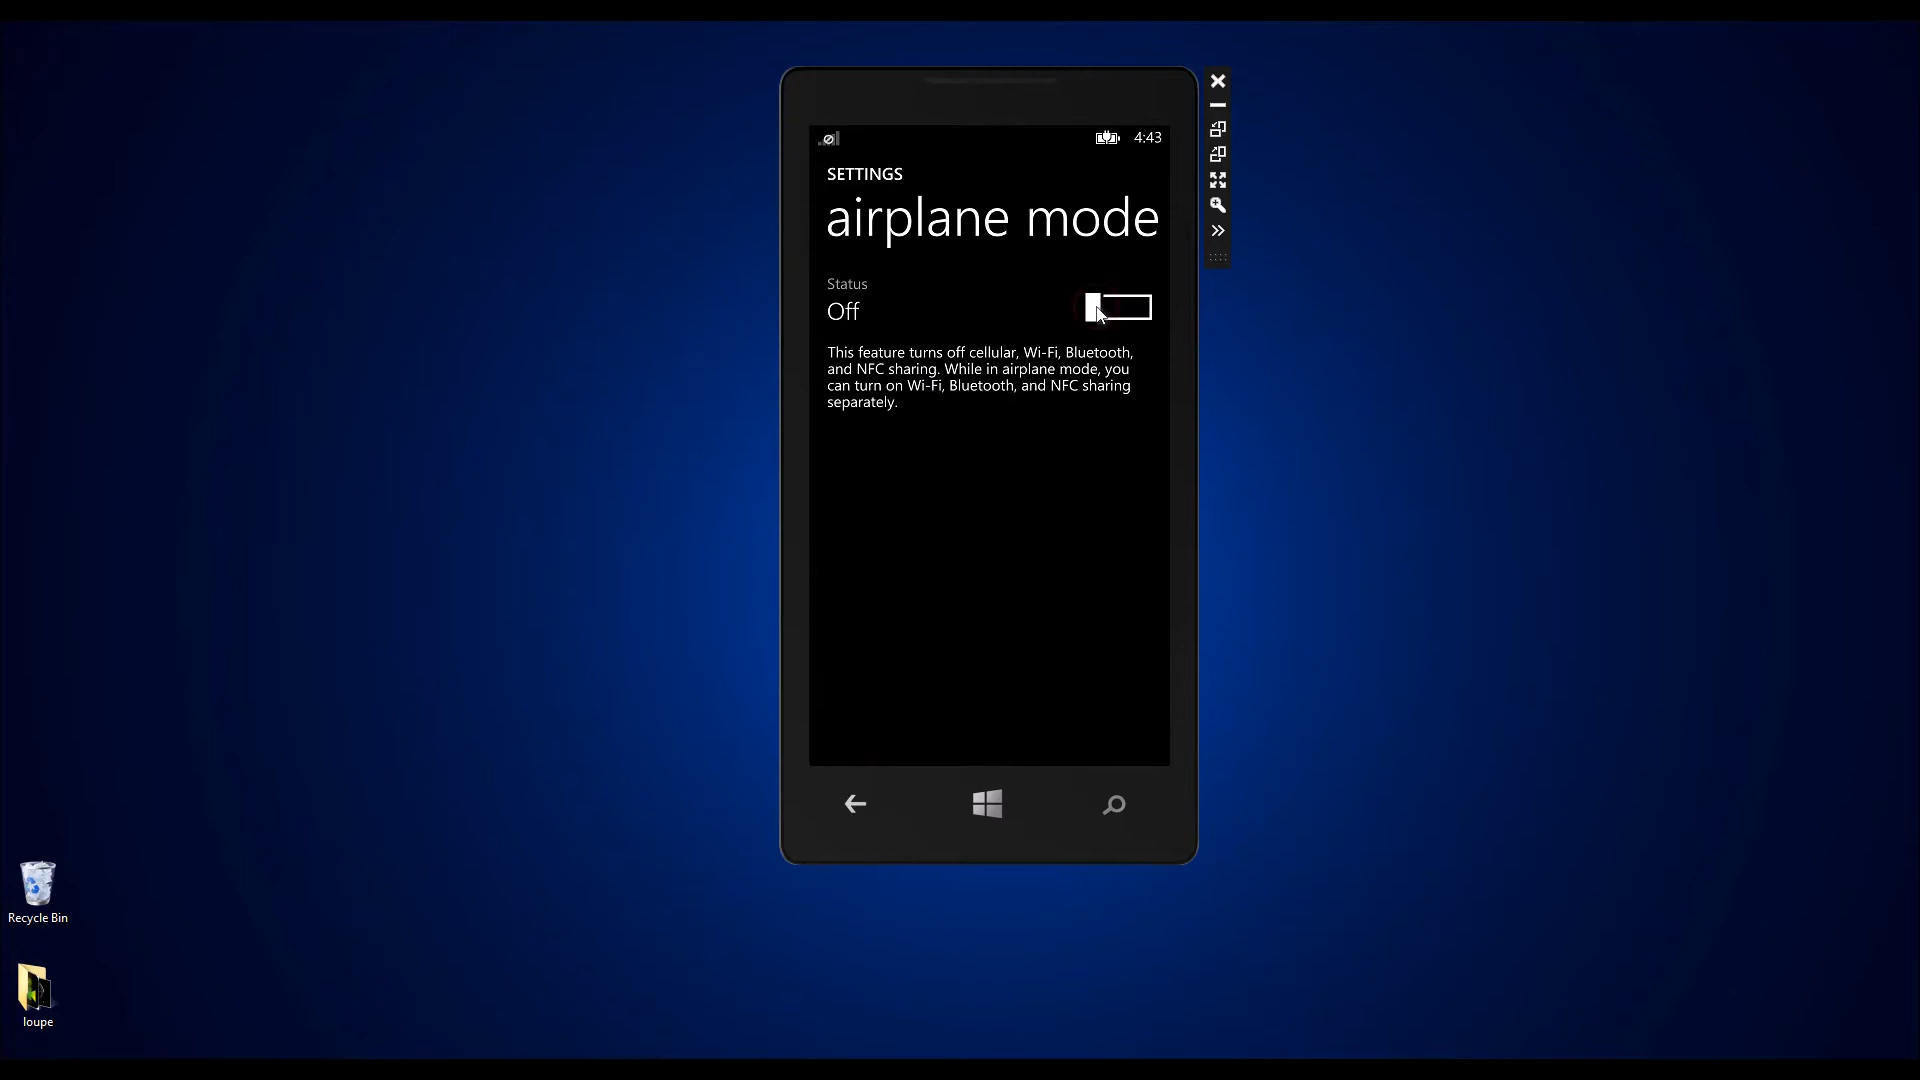 4:43
SETTINGS
airplane mode
Status
Off
This feature turns off cellular, Wi-Fi, Bluetooth,
and NFC sharing. While in airplane mode, you
can turn on Wi-Fi, Bluetooth, and NFC sharing
separately.
Recycle Bin
loupe